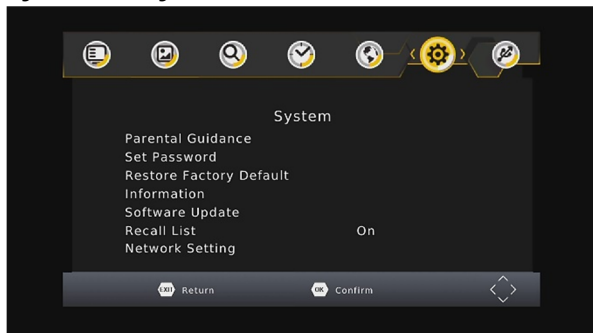 System
Parental Guidance
Set Password
Restore Factory Default
Information
Software Update
Recall List On
Network Setting
EXIT Return OK Confirm